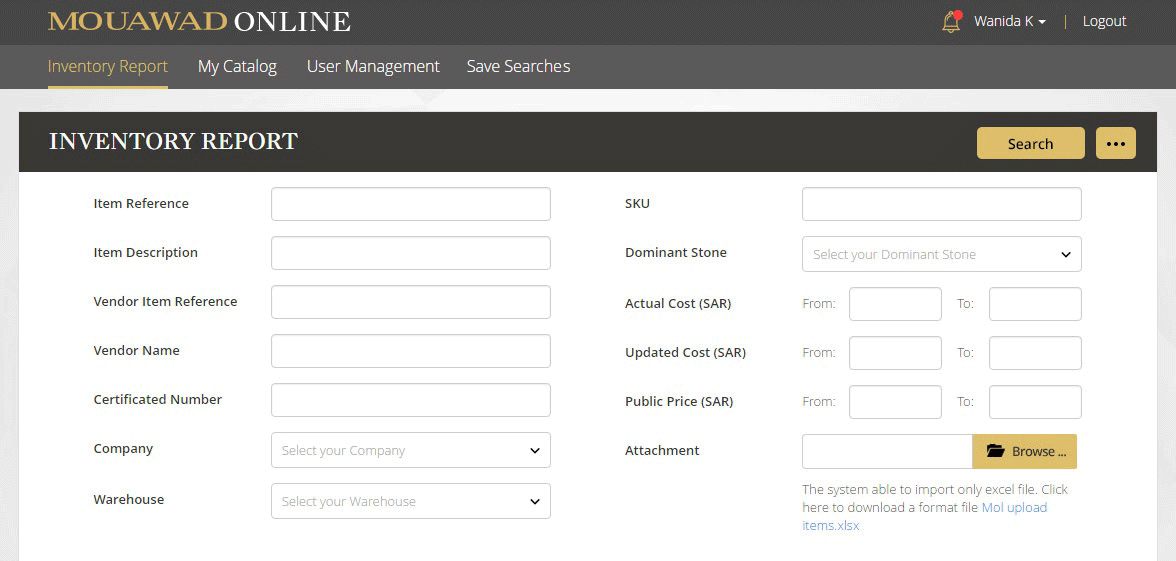 MOUAWAD ONLINE
Wanida K
Logout
Inventory Report
My Catalog
User Management
Save Searches
INVENTORY REPORT
Search
Item Reference
SKU
Item Description
Dominant Stone
Select your Dominant Stone
Vendor Item Reference
Actual Cost (SAR)
From:
To:
Vendor Name
Updated Cost (SAR)
From:
To:
Certificated Number
Public Price (SAR)
From:
To:
Company
Select your Company
Attachment
Browse ...
Warehouse
Select your Warehouse
The system able to import only excel file. Click
here to download a format file Mol upload
items.xlsx